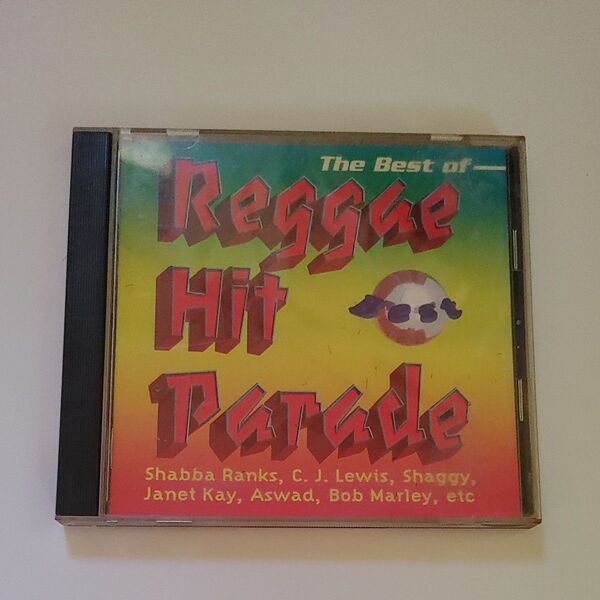 The Best of
Reggae
Hit
Parade
Shabba Ranks, C. J. Lewis, Shaggy,
Janet Kay, Aswad, Bob Marley, etc